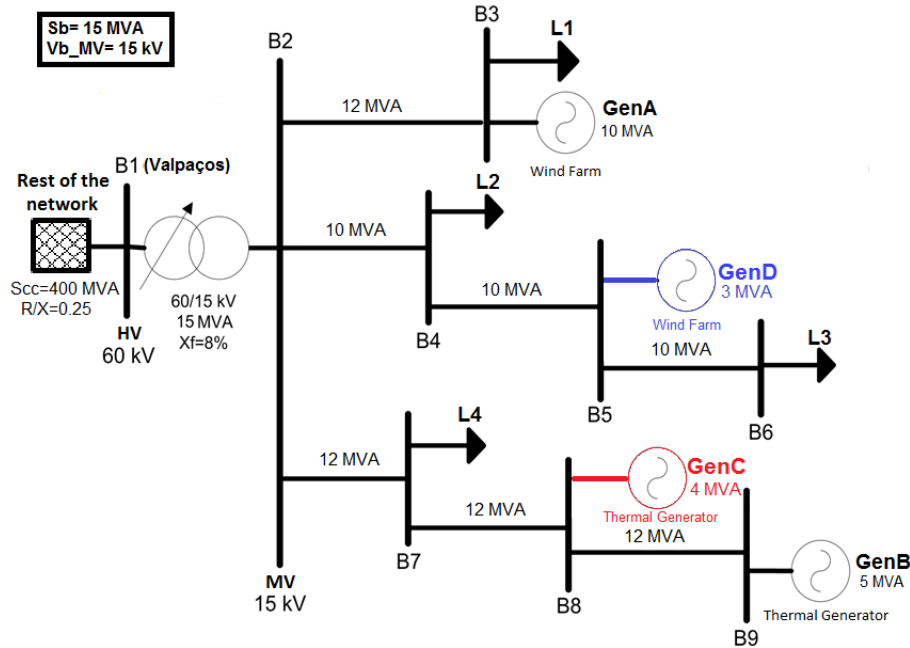 Sb= 15 MVA
Vb_MV= 15 kV
B2
B3
L1
12 MVA
GenA
10 MVA
Wind Farm
B1 (Valpaços)
Rest of the
network
Scc=400 MVA
R/X=0.25
HV
60 kV
60/15 kV
15 MVA
Xf=8%
L2
10 MVA
B4
10 MVA
GenD
3 MVA
Wind Farm
10 MVA
L3
B5
B6
L4
12 MVA
B7
12 MVA
GenC
4 MVA
Thermal Generator
12 MVA
B8
GenB
5 MVA
Thermal Generator
B9
MV
15 kV